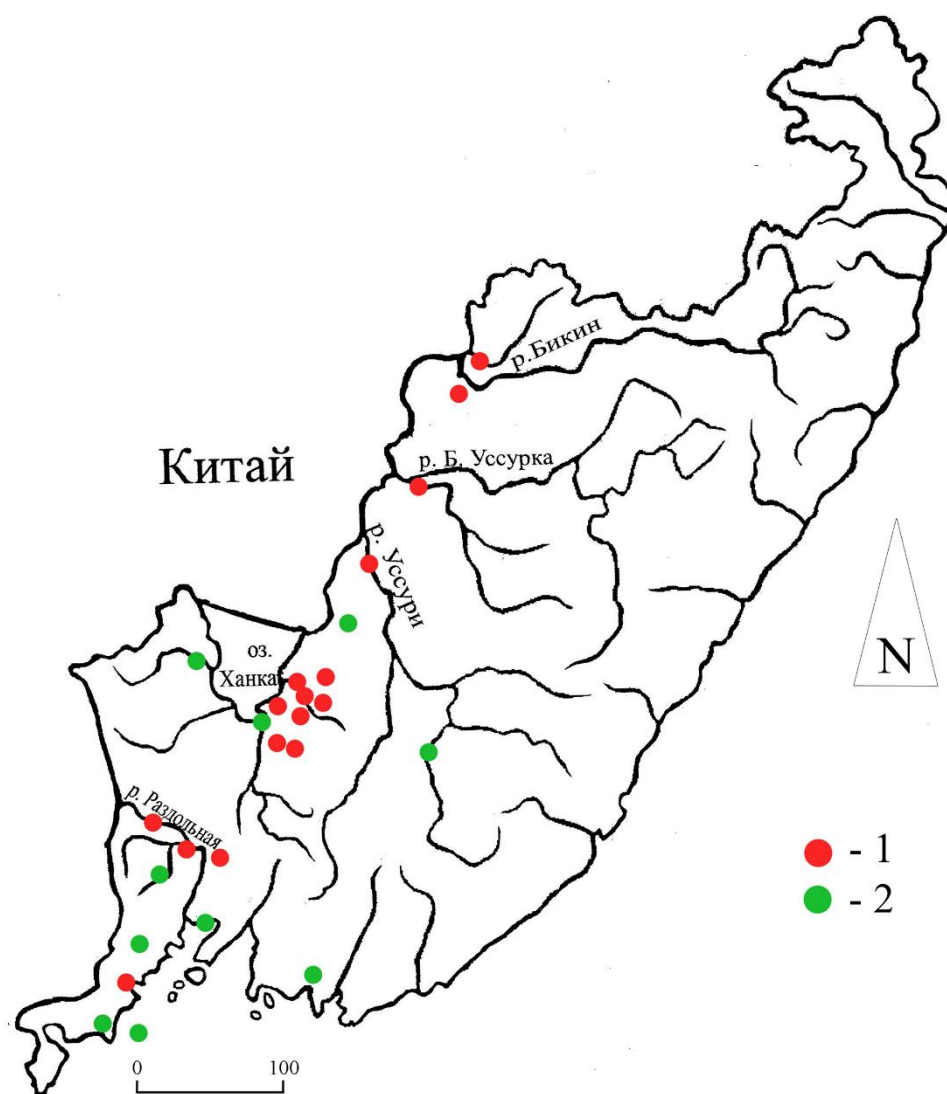 р.Бикин
Китай
р. Б. Уссурка
р. Уссури
оз.
Ханка
N
р. Раздольная
- 1
- 2
0 100